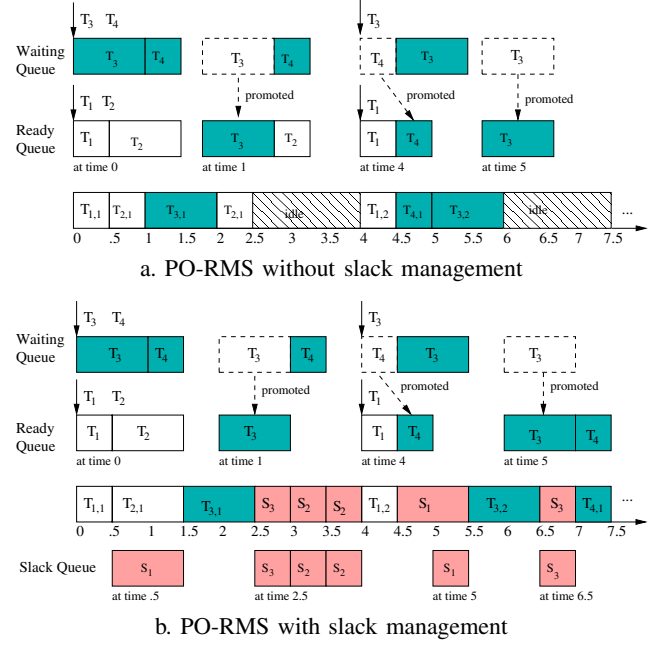 T3 T4
T3
Waiting
Queue
T3 T4
T3 T4
T4 T3
T3
promoted
promoted
promoted
T1 T2
T1
Ready
Queue
T1 T2
T3 T2
T1 T4
T3
at time 0
at time 1
at time 4
at time 5
T1,1 T2,1 T3,1 T2,1 idle T1,2 T4,1 T3,2 idle ...
0 .5 1 1.5 2 2.5 3 3.5 4 4.5 5 5.5 6 6.5 7 7.5
a. PO-RMS without slack management
T3 T4
T3
Waiting
Queue
T3 T4
T3 T4
T4 T3
T3
promoted
promoted
promoted
T1 T2
T1
Ready
Queue
T1 T2
T3
T1 T4
T3 T4
at time 0
at time 1
at time 4
at time 5
T1,1 T2,1 T3,1 S3 S2 S2 T1,2 S1 T3,2 S3 T4,1 ...
0 .5 1 1.5 2 2.5 3 3.5 4 4.5 5 5.5 6 6.5 7 7.5
Slack Queue
S1
S3 S2 S2
S1
S3
at time .5
at time 2.5
at time 5
at time 6.5
b. PO-RMS with slack management